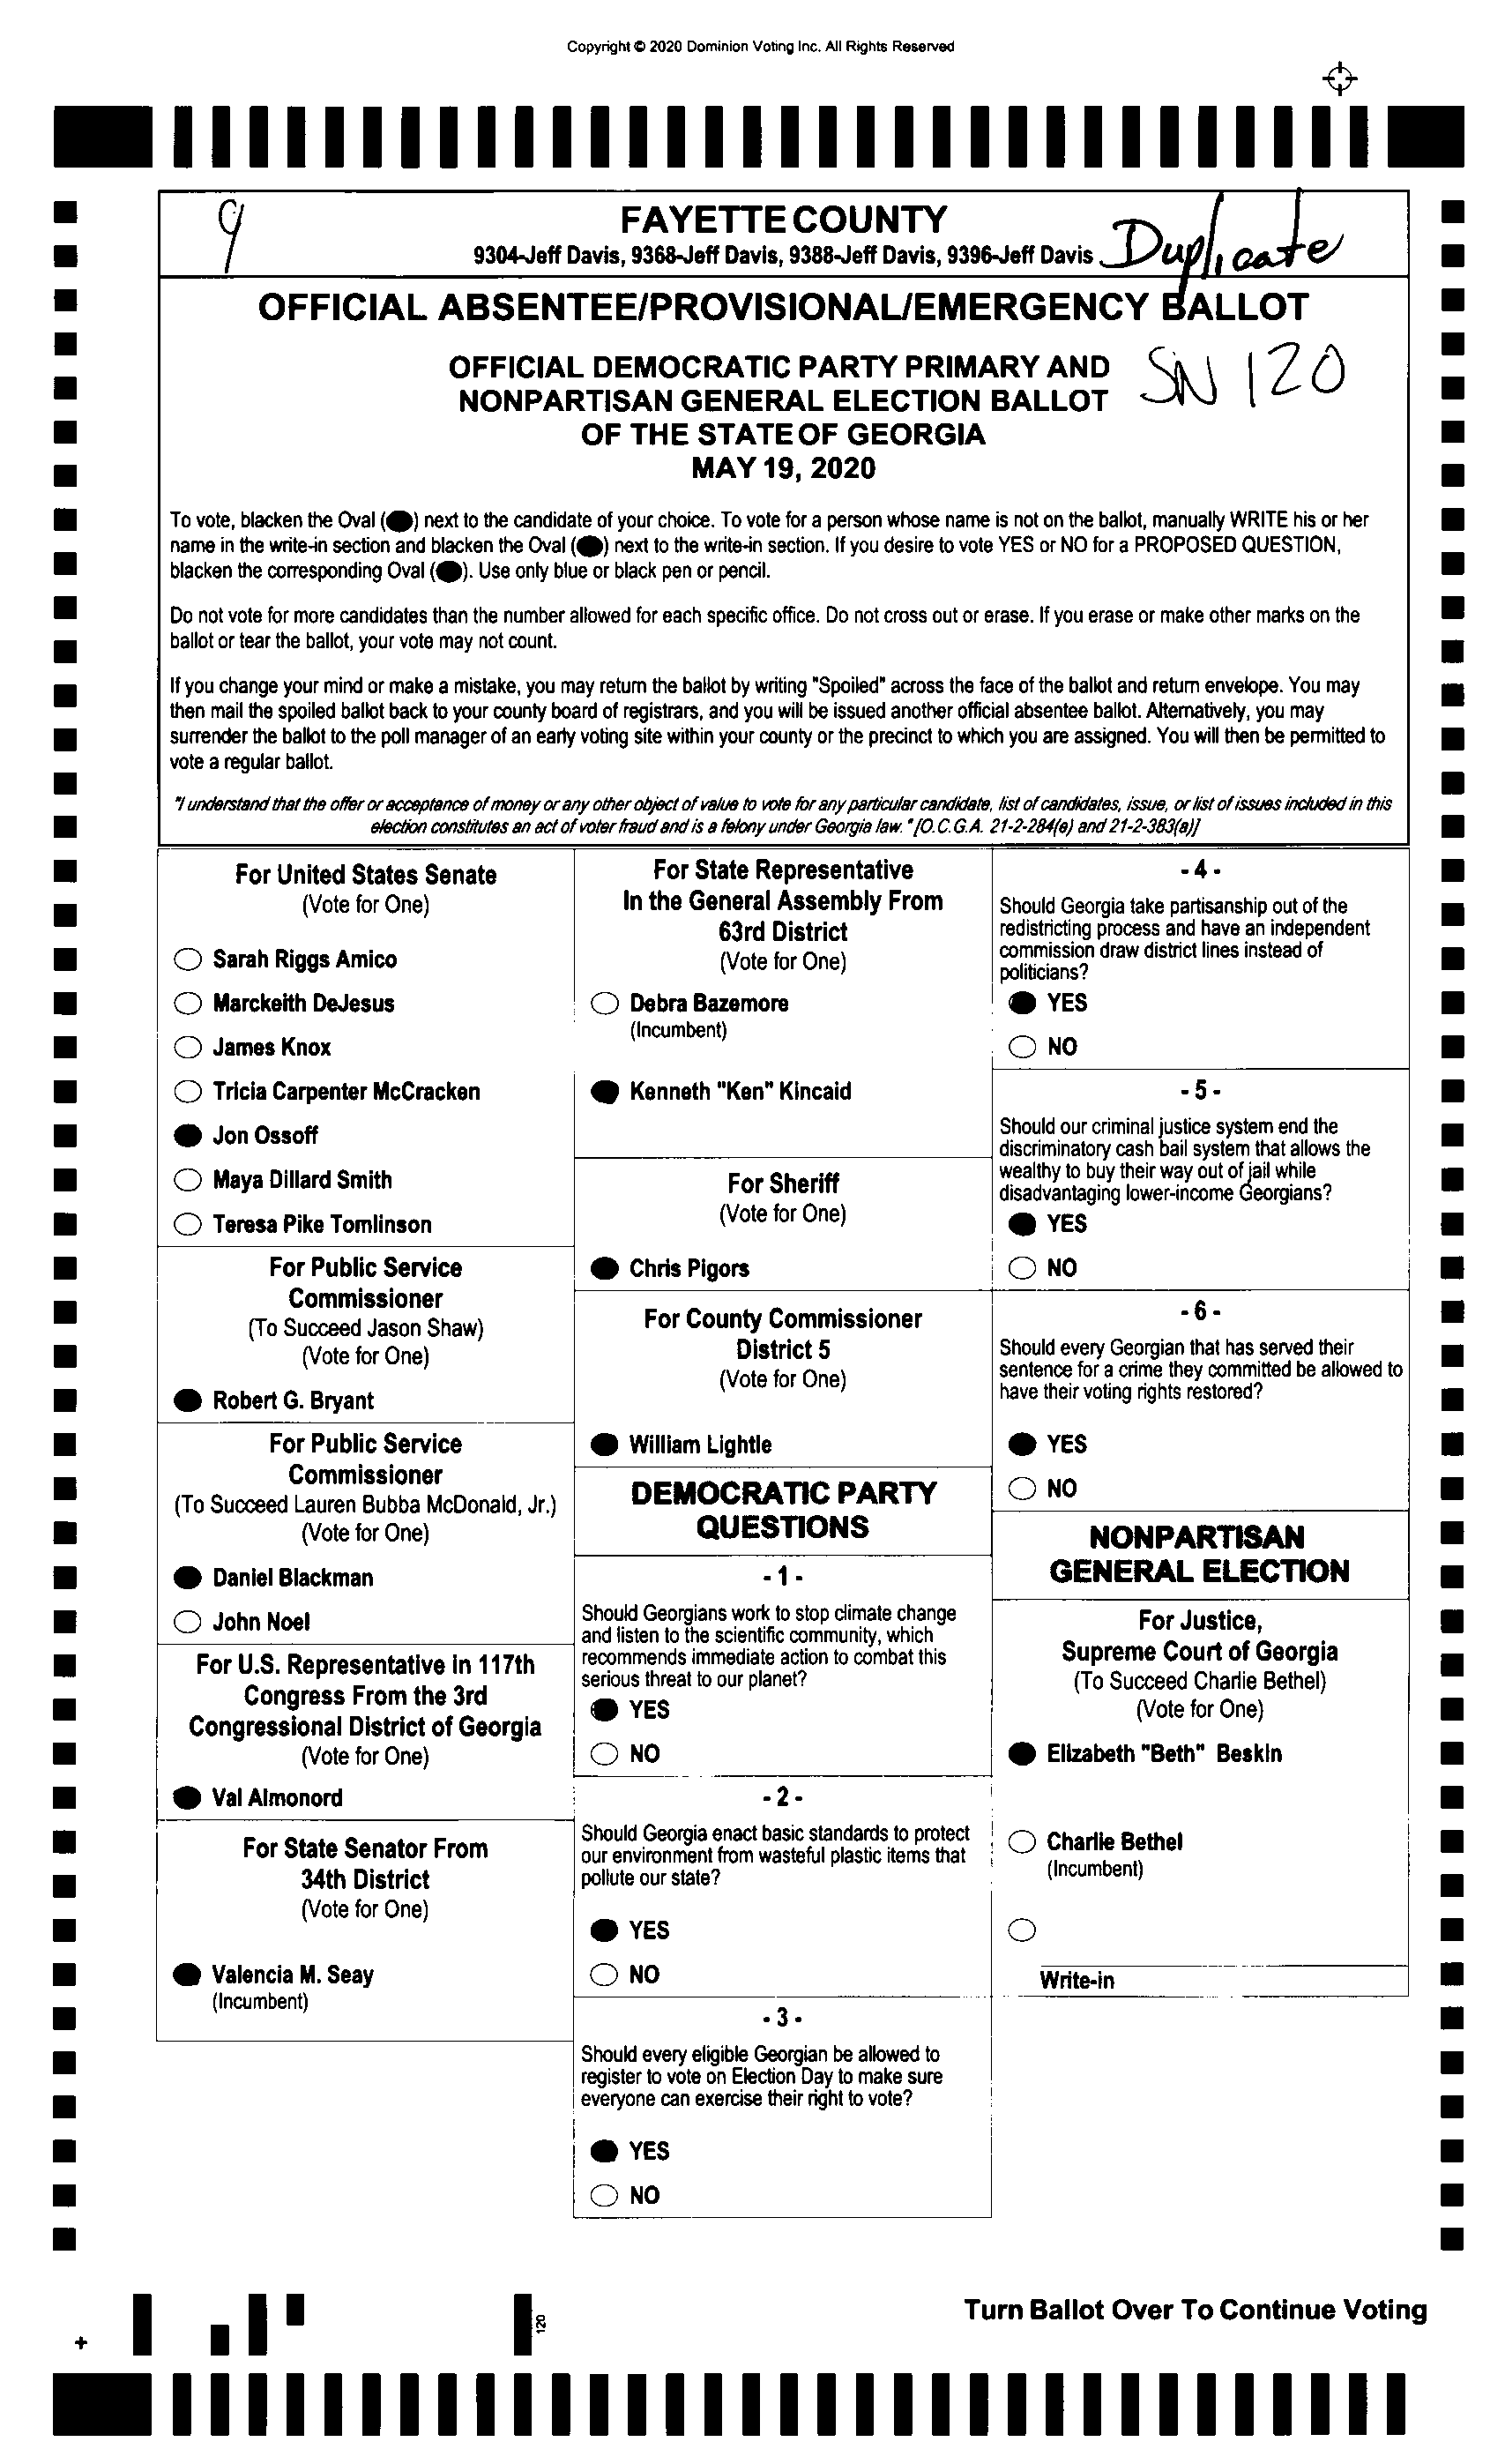 Copyright © 2020 Dominion Voting Inc. All Rights Reserved
9
FAYETTE COUNTY
9304-Jeff Davis, 9368-Jeff Davis, 9388-Jeff Davis, 9396-Jeff Davis
Duplicate
OFFICIAL ABSENTEE/PROVISIONAL/EMERGENCY BALLOT
OFFICIAL DEMOCRATIC PARTY PRIMARY AND
NONPARTISAN GENERAL ELECTION BALLOT
OF THE STATE OF GEORGIA
MAY 19, 2020
SN 120
To vote, blacken the Oval () next to the candidate of your choice. To vote for a person whose name is not on the ballot, manually WRITE his or her
name in the write-in section and blacken the Oval () next to the write-in section. If you desire to vote YES or NO for a PROPOSED QUESTION,
blacken the corresponding Oval (). Use only blue or black pen or pencil.
Do not vote for more candidates than the number allowed for each specific office. Do not cross out or erase. If you erase or make other marks on the
ballot or tear the ballot, your vote may not count.
If you change your mind or make a mistake, you may return the ballot by writing "Spoiled" across the face of the ballot and return envelope. You may
then mail the spoiled ballot back to your county board of registrars, and you will be issued another official absentee ballot. Alternatively, you may
surrender the ballot to the poll manager of an early voting site within your county or the precinct to which you are assigned. You will then be permitted to
vote a regular ballot.
"I understand that the offer or acceptance of money or any other object of value to vote for any particular candidate, list of candidates, issue, or list of issues included in this
election constitutes an act of voter fraud and is a felony under Georgia law." [O.C.G.A. 21-2-284(e) and 21-2-383(a)]
For United States Senate
(Vote for One)
Sarah Riggs Amico
Marckeith DeJesus
James Knox
Tricia Carpenter McCracken
Jon Ossoff
Maya Dillard Smith
Teresa Pike Tomlinson
For Public Service
Commissioner
(To Succeed Jason Shaw)
(Vote for One)
Robert G. Bryant
For Public Service
Commissioner
(To Succeed Lauren Bubba McDonald, Jr.)
(Vote for One)
Daniel Blackman
John Noel
For U.S. Representative in 117th
Congress From the 3rd
Congressional District of Georgia
(Vote for One)
Val Almonord
For State Senator From
34th District
(Vote for One)
Valencia M. Seay
(Incumbent)
For State Representative
In the General Assembly From
63rd District
(Vote for One)
Debra Bazemore
(Incumbent)
Kenneth "Ken" Kincaid
For Sheriff
(Vote for One)
Chris Pigors
For County Commissioner
District 5
(Vote for One)
William Lightle
DEMOCRATIC PARTY
QUESTIONS
- 1 -
Should Georgians work to stop climate change
and listen to the scientific community, which
recommends immediate action to combat this
serious threat to our planet?
YES
NO
- 2 -
Should Georgia enact basic standards to protect
our environment from wasteful plastic items that
pollute our state?
YES
NO
- 3 -
Should every eligible Georgian be allowed to
register to vote on Election Day to make sure
everyone can exercise their right to vote?
YES
NO
- 4 -
Should Georgia take partisanship out of the
redistricting process and have an independent
commission draw district lines instead of
politicians?
YES
NO
- 5 -
Should our criminal justice system end the
discriminatory cash bail system that allows the
wealthy to buy their way out of jail while
disadvantaging lower-income Georgians?
YES
NO
- 6 -
Should every Georgian that has served their
sentence for a crime they committed be allowed to
have their voting rights restored?
YES
NO
NONPARTISAN
GENERAL ELECTION
For Justice,
Supreme Court of Georgia
(To Succeed Charlie Bethel)
(Vote for One)
Elizabeth "Beth" Beskin
Charlie Bethel
(Incumbent)
Write-in
Turn Ballot Over To Continue Voting
120